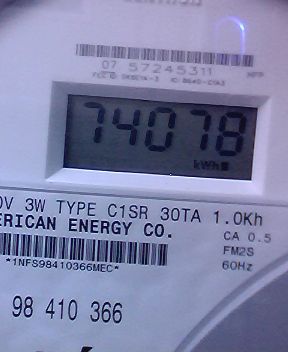 07 57245311
74078
kWh
V 3W TYPE C1SR 30TA 1.0Kh
ERICAN ENERGY CO.
CA 0.5
FM2S
60Hz
*1NFS98410366MEC*
98 410 366